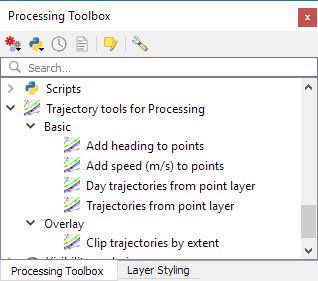 Processing Toolbox
x
Search...
Scripts
Trajectory tools for Processing
Basic
Add heading to points
Add speed (m/s) to points
Day trajectories from point layer
Trajectories from point layer
Overlay
Clip trajectories by extent
Processing Toolbox Layer Styling